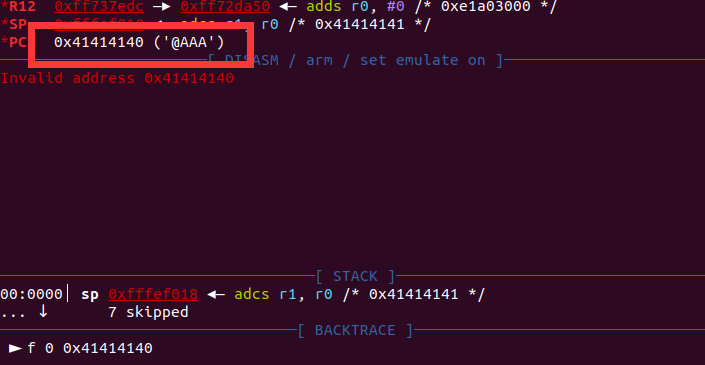 *R12 0xff737edc —▸ 0xff72da50 ◂— adds r0, #0 /* 0xe1a03000 */
*SP 0xfffef018 ◂— adcs r1, r0 /* 0x41414141 */
*PC 0x41414140 ('@AAA')
[ DISASM / arm / set emulate on ]
Invalid address 0x41414140
[ STACK ]
00:0000│ sp 0xfffef018 ◂— adcs r1, r0 /* 0x41414141 */
... ↓ 7 skipped
[ BACKTRACE ]
► f 0 0x41414140